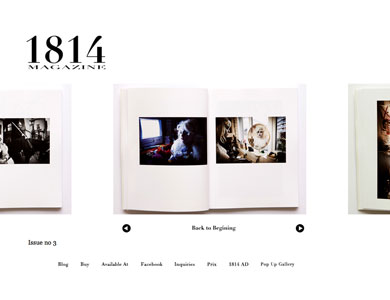 1814
MAGAZINE
Back to Begining
Issue no 3
Blog Buy Available At Facebook Inquiries Prix 1814 AD Pop Up Gallery